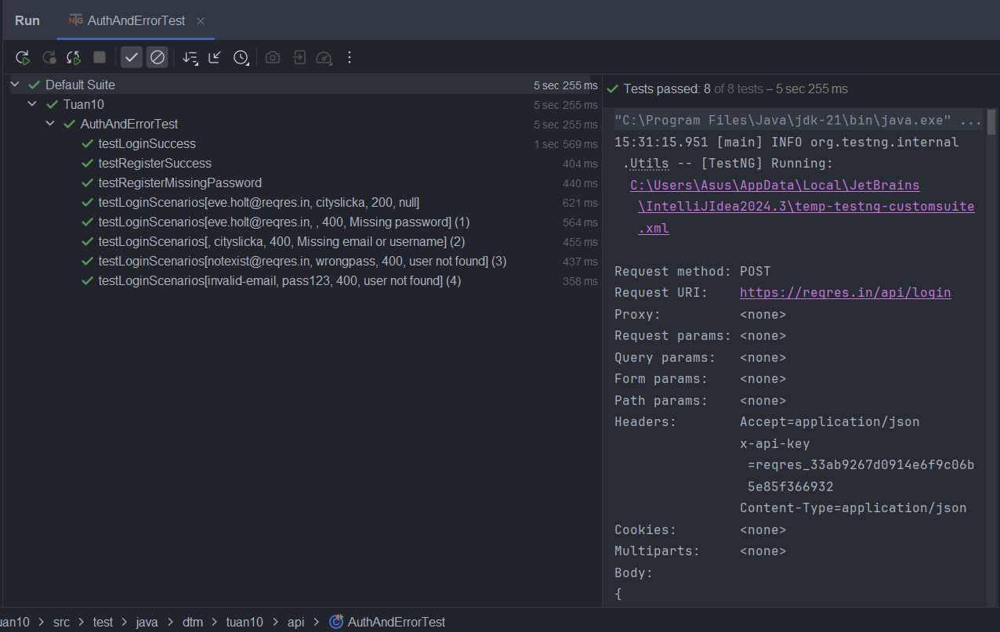 Run
AuthAndErrorTest
Default Suite 5 sec 255 ms
Tuan10 5 sec 255 ms
AuthAndErrorTest 5 sec 255 ms
testLoginSuccess 1 sec 569 ms
testRegisterSuccess 404 ms
testRegisterMissingPassword 440 ms
testLoginScenarios[eve.holt@reqres.in, cityslicka, 200, null] 621 ms
testLoginScenarios[eve.holt@reqres.in, , 400, Missing password] (1) 564 ms
testLoginScenarios[, cityslicka, 400, Missing email or username] (2) 455 ms
testLoginScenarios[notexist@reqres.in, wrongpass, 400, user not found] (3) 437 ms
testLoginScenarios[invalid-email, pass123, 400, user not found] (4) 358 ms
Tests passed: 8 of 8 tests – 5 sec 255 ms
"C:\Program Files\Java\jdk-21\bin\java.exe" ...
15:31:15.951 [main] INFO org.testng.internal
.Utils -- [TestNG] Running:
C:\Users\Asus\AppData\Local\JetBrains
\IntelliJIdea2024.3\temp-testng-customsuite
.xml
Request method: POST
Request URI: https://reqres.in/api/login
Proxy: <none>
Request params: <none>
Query params: <none>
Form params: <none>
Path params: <none>
Headers: Accept=application/json
x-api-key
=reqres_33ab9267d0914e6f9c06b
5e85f366932
Content-Type=application/json
Cookies: <none>
Multiparts: <none>
Body:
{
uan10 > src > test > java > dtm > tuan10 > api > AuthAndErrorTest